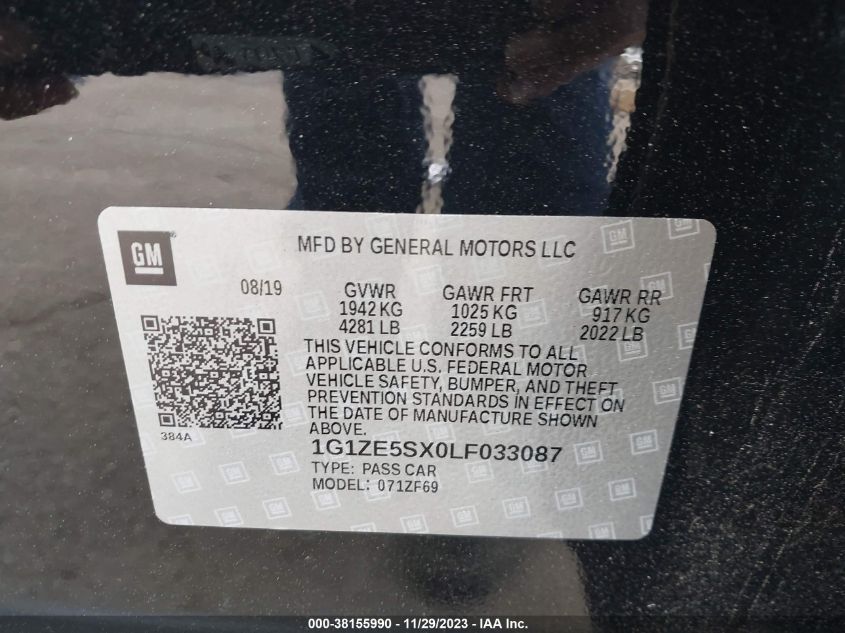 GM
MFD BY GENERAL MOTORS LLC
GM
08/19
GVWR
1942 KG
4281 LB
GAWR FRT
1025 KG
2259 LB
GAWR RR
917 KG
2022 LB
THIS VEHICLE CONFORMS TO ALL
APPLICABLE U.S. FEDERAL MOTOR
VEHICLE SAFETY, BUMPER, AND THEFT
PREVENTION STANDARDS IN EFFECT ON
THE DATE OF MANUFACTURE SHOWN
ABOVE.
384A
1G1ZE5SX0LF033087
TYPE: PASS CAR
MODEL: 071ZF69
000-38155990 - 11/29/2023 - IAA Inc.